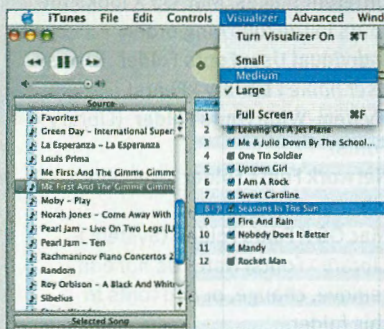 iTunes File Edit Controls Visualizer Advanced Wind
Turn Visualizer On ⌘T
Small
Medium
✓ Large
Full Screen ⌘F
Source
Favorites
Green Day - International Super
La Esperanza - La Esperanza
Louis Prima
Me First And The Gimme Gimme
Me First And The Gimme Gimme
Moby - Play
Norah Jones - Come Away With
Pearl Jam - Live On Two Legs [L
Pearl Jam - Ten
Rachmaninov Piano Concertos 2
Random
Roy Orbison - A Black And White
Sibelius
Selected Song
1
2 Leaving On A Jet Plane
3 Me & Julio Down By The School...
4 One Tin Soldier
5 Uptown Girl
6 I Am A Rock
7 Sweet Caroline
8 Seasons In The Sun
9 Fire And Rain
10 Nobody Does It Better
11 Mandy
12 Rocket Man